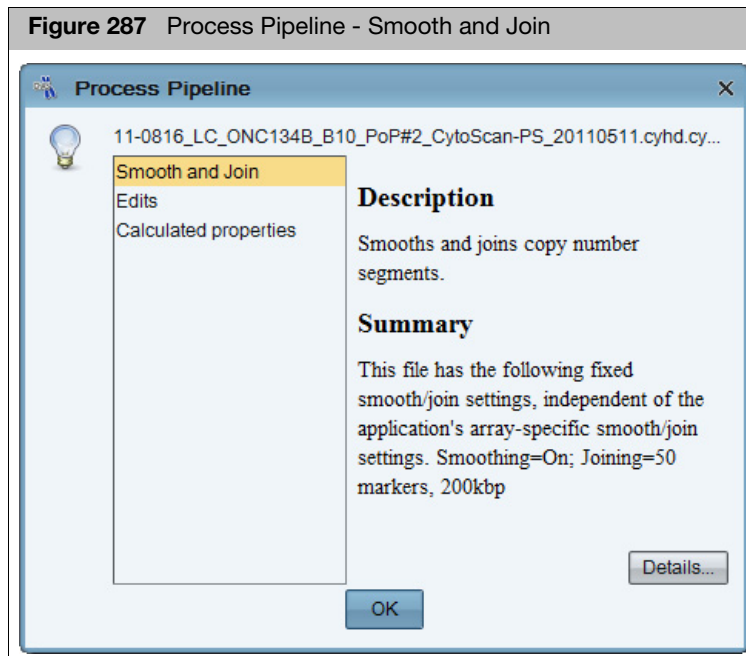 Figure 287 Process Pipeline - Smooth and Join
Process Pipeline
11-0816_LC_ONC134B_B10_PoP#2_CytoScan-PS_20110511.cyhd.cy...
Smooth and Join
Edits
Calculated properties
Description
Smooths and joins copy number
segments.
Summary
This file has the following fixed
smooth/join settings, independent of the
application's array-specific smooth/join
settings. Smoothing=On; Joining=50
markers, 200kbp
Details...
OK